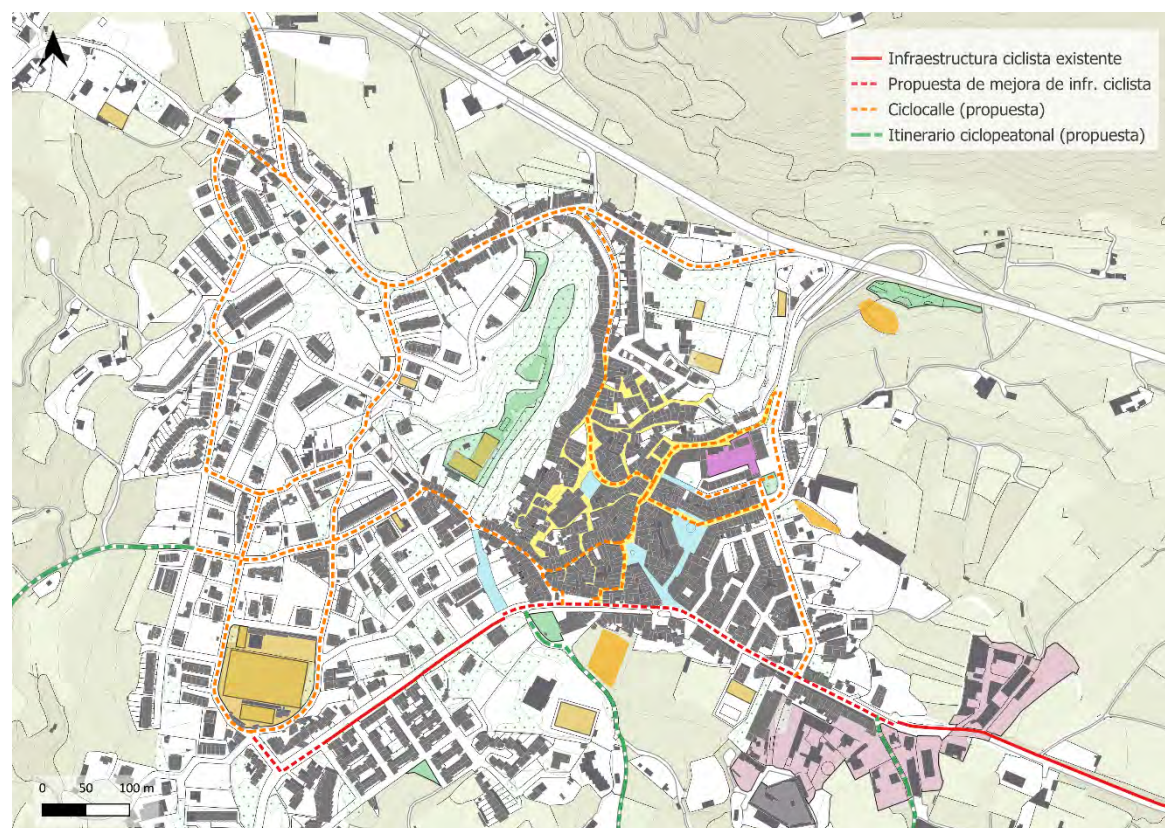 Infraestructura ciclista existente
Propuesta de mejora de infr. ciclista
Ciclocalle (propuesta)
Itinerario ciclopeatonal (propuesta)
0 50 100 m